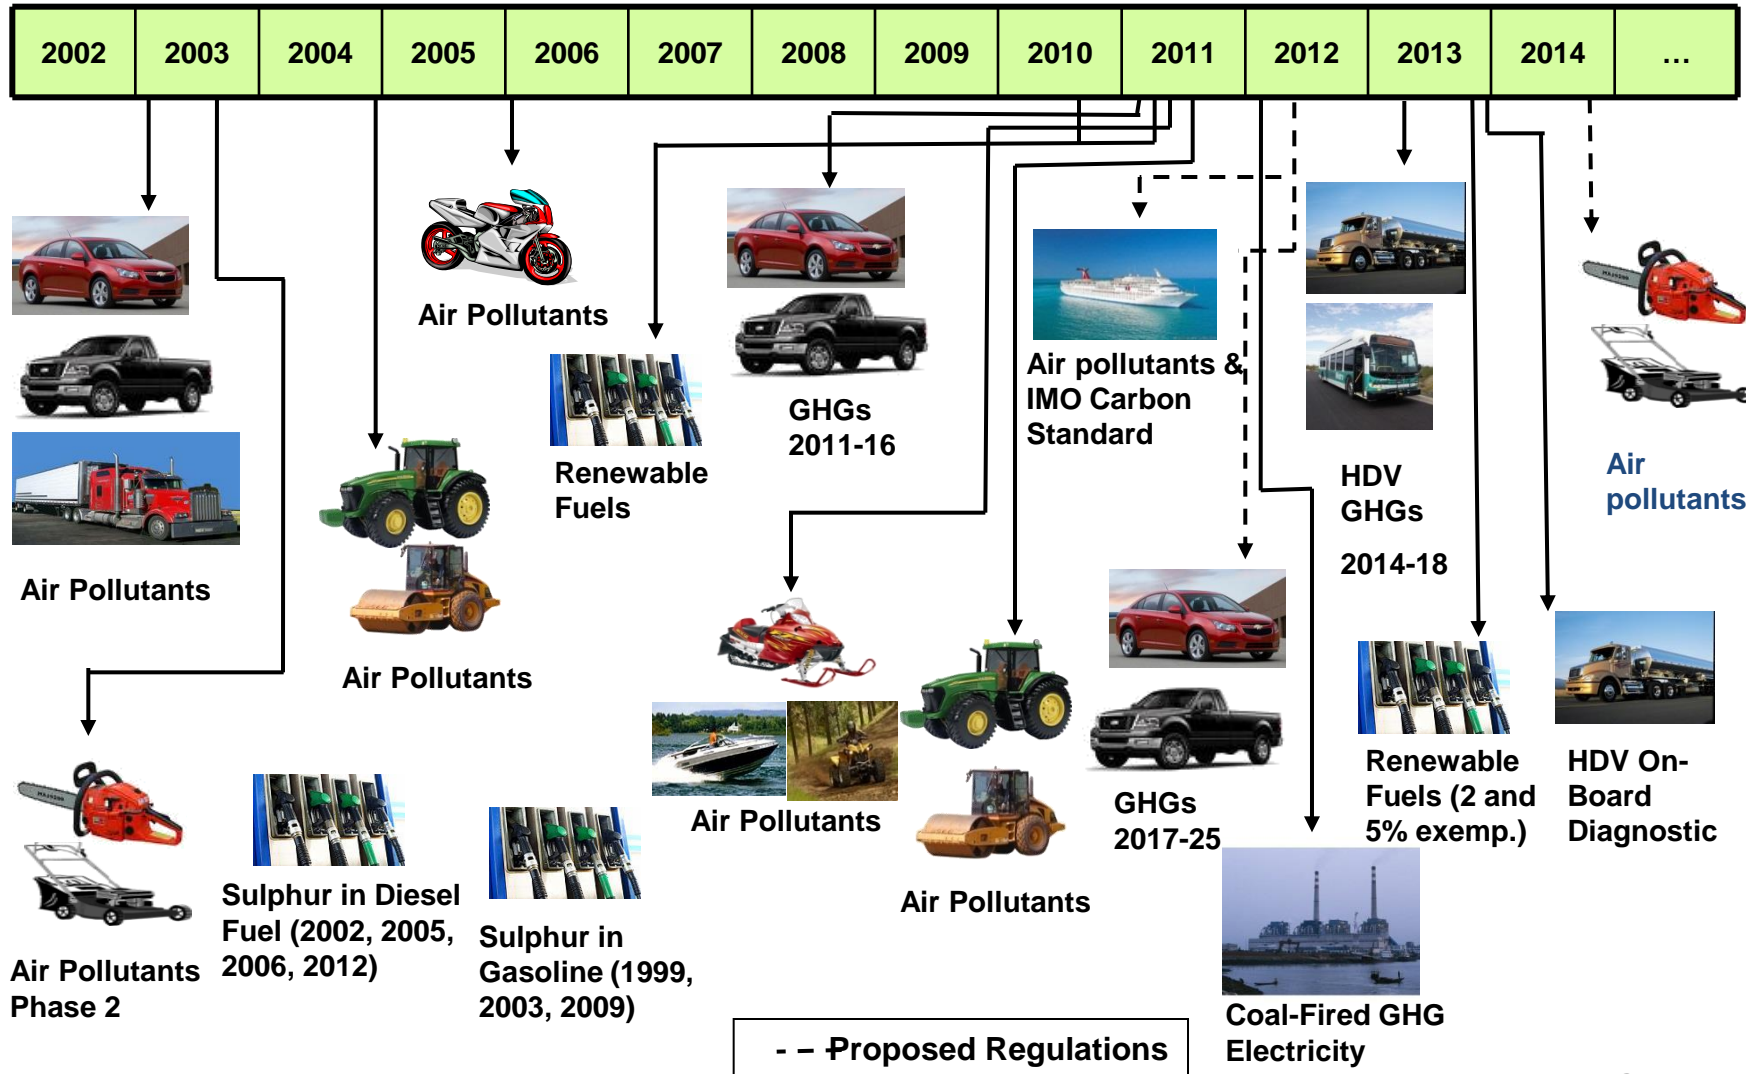 2002 2003 2004 2005 2006 2007 2008 2009 2010 2011 2012 2013 2014 …
Air Pollutants
Air Pollutants
Phase 2
Sulphur in Diesel
Fuel (2002, 2005,
2006, 2012)
Air Pollutants
Air Pollutants
Sulphur in
Gasoline (1999,
2003, 2009)
Renewable
Fuels
GHGs
2011-16
Air Pollutants
Air Pollutants
Air pollutants &
IMO Carbon
Standard
GHGs
2017-25
Coal-Fired GHG
Electricity
HDV
GHGs
2014-18
Renewable
Fuels (2 and
5% exemp.)
HDV On-
Board
Diagnostic
Air
pollutants
Proposed Regulations